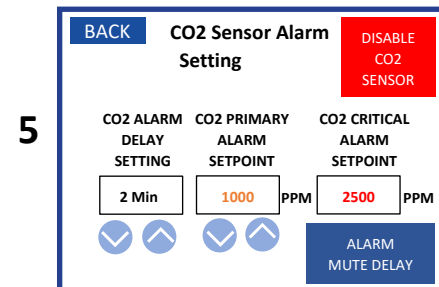 BACK
CO2 Sensor Alarm
Setting
DISABLE
CO2
SENSOR
5
CO2 ALARM
DELAY
SETTING
CO2 PRIMARY
ALARM
SETPOINT
CO2 CRITICAL
ALARM
SETPOINT
2 Min
1000 PPM
2500 PPM
ALARM
MUTE DELAY